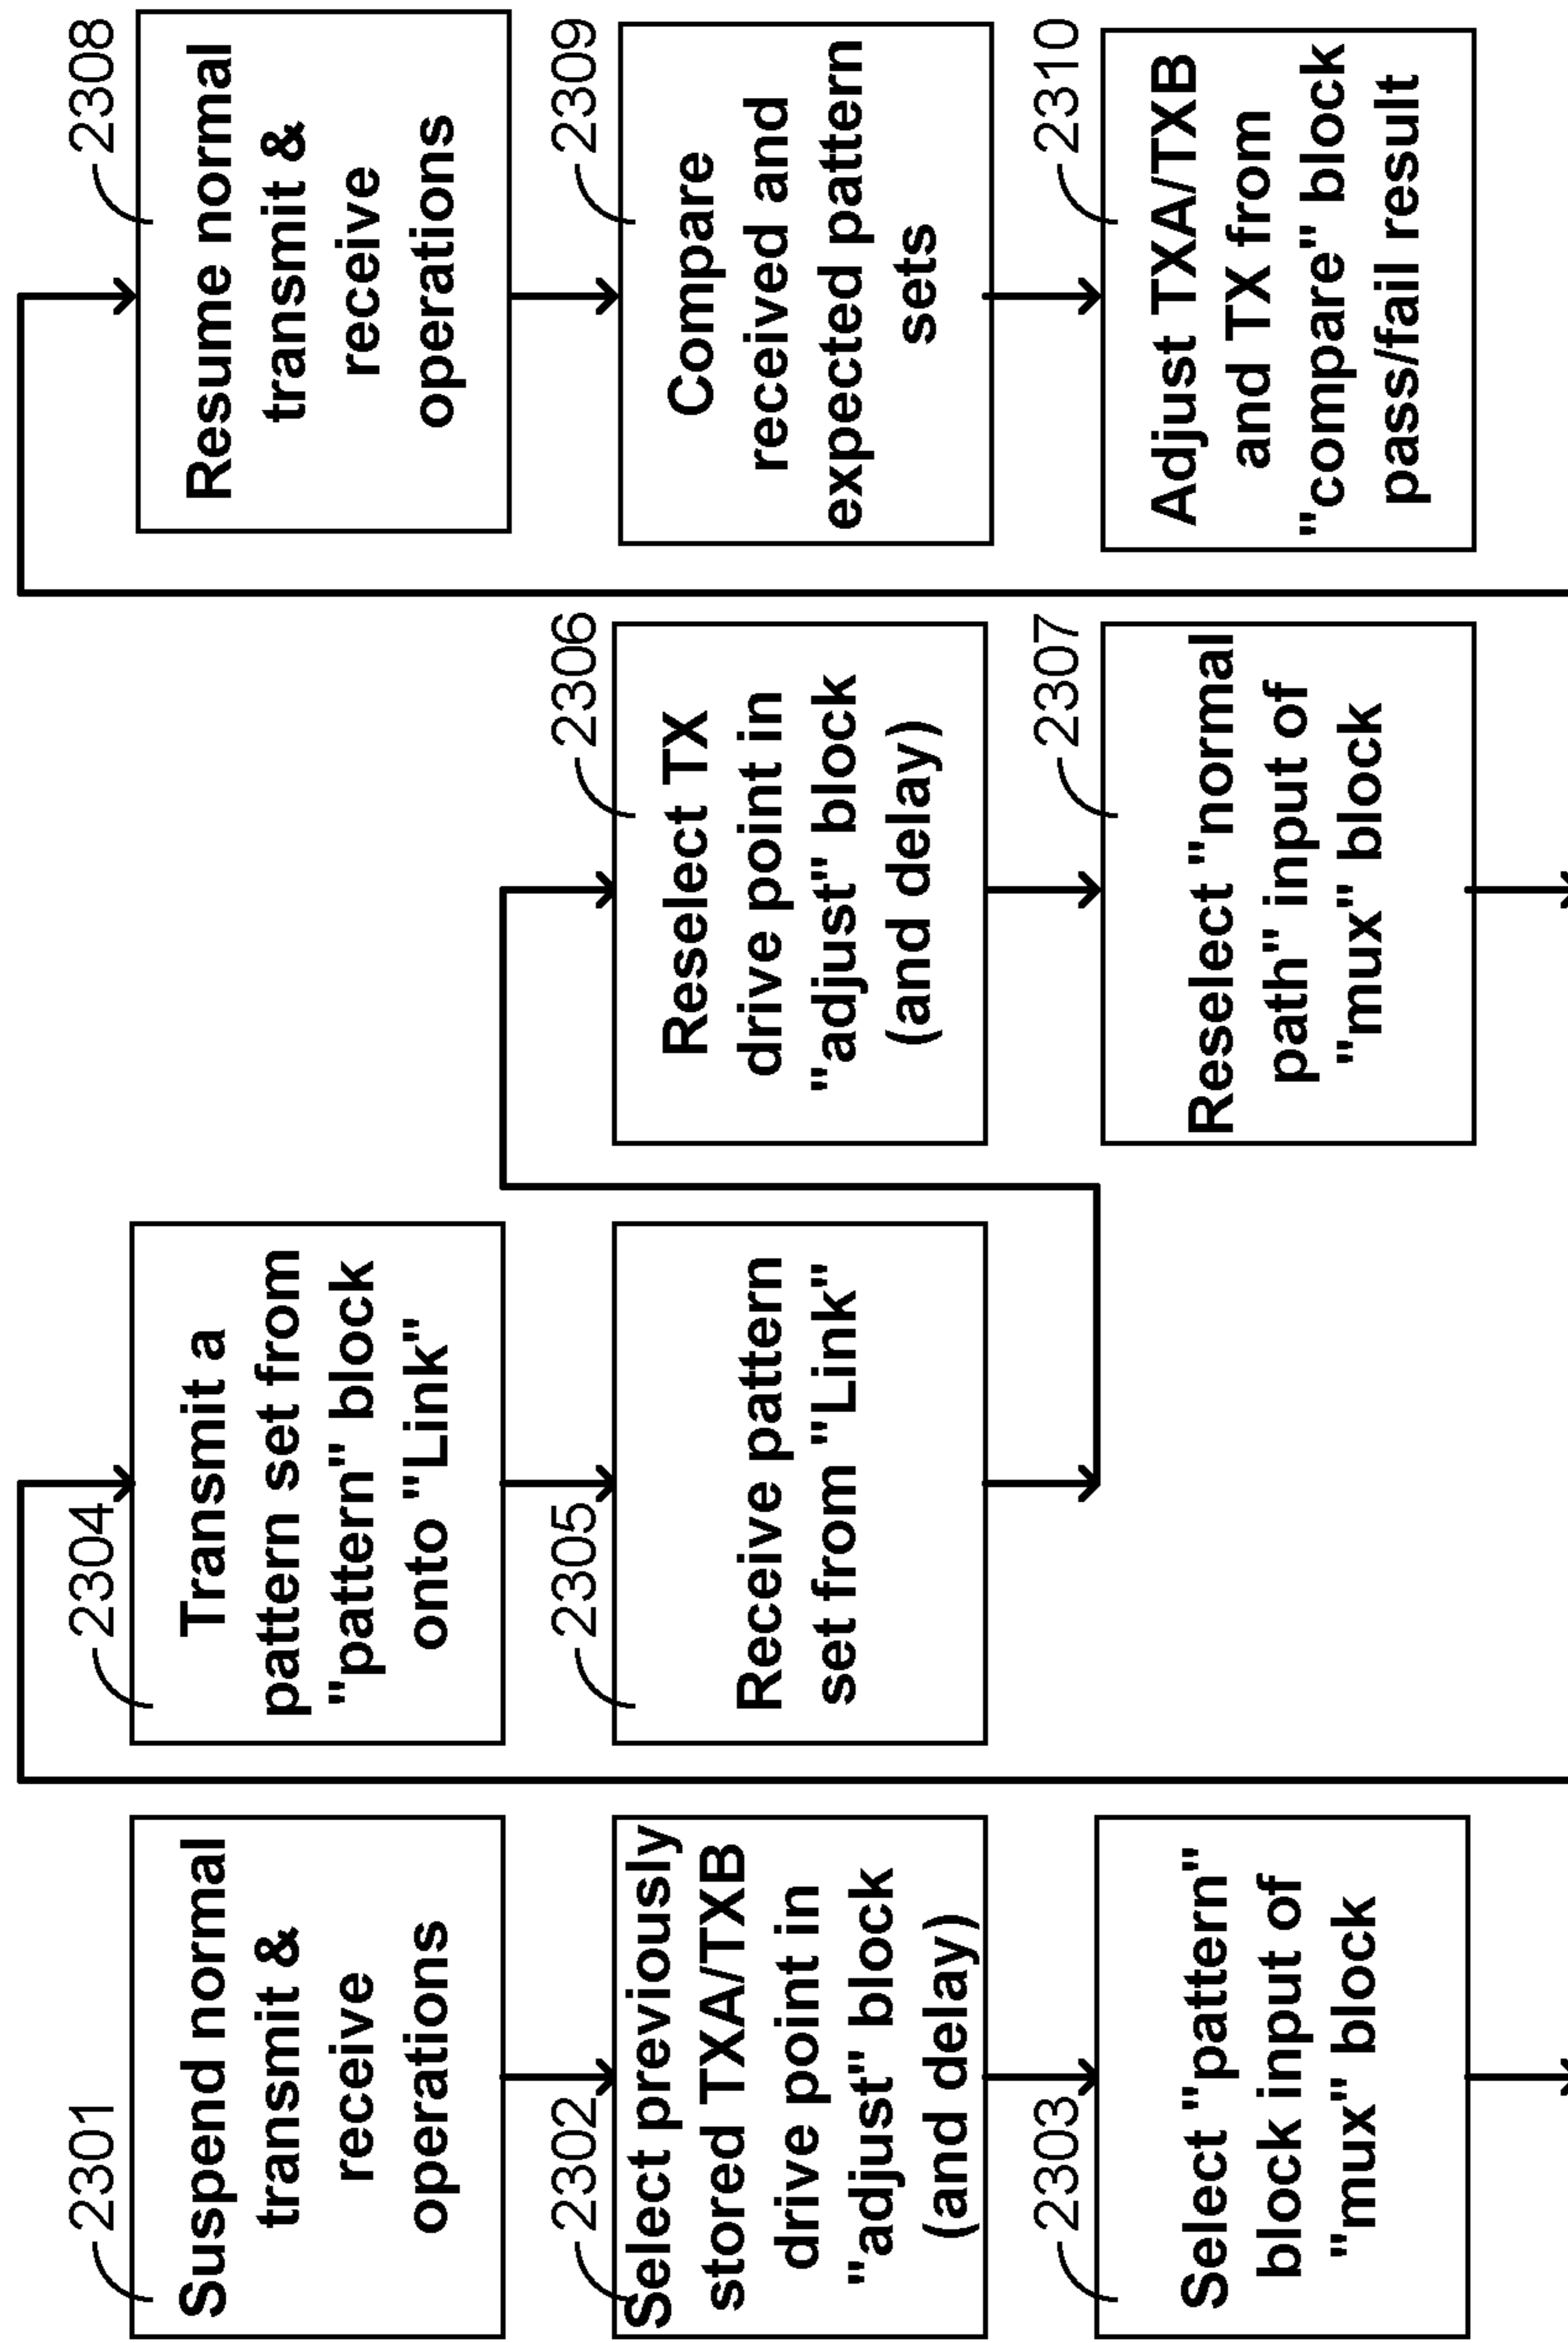 2301
Suspend normal
transmit &
receive
operations
2302
Select previously
stored TXA/TXB
drive point in
"adjust" block
(and delay)
2303
Select "pattern"
block input of
"mux" block
2304
Transmit a
pattern set from
"pattern" block
onto "Link"
2305
Receive pattern
set from "Link"
2306
Reselect TX
drive point in
"adjust" block
(and delay)
2307
Reselect "normal
path" input of
"mux" block
2308
Resume normal
transmit &
receive
operations
2309
Compare
received and
expected pattern
sets
2310
Adjust TXA/TXB
and TX from
"compare" block
pass/fail result